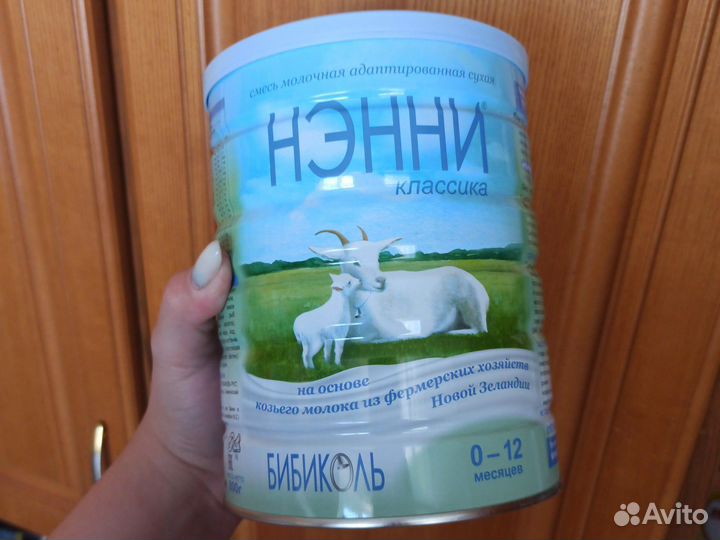 смесь молочная адаптированная сухая
НЭННИ®
классика
на основе
козьего молока из фермерских хозяйств
Новой Зеландии
БИБИКОЛЬ
0–12
месяцев
Avito